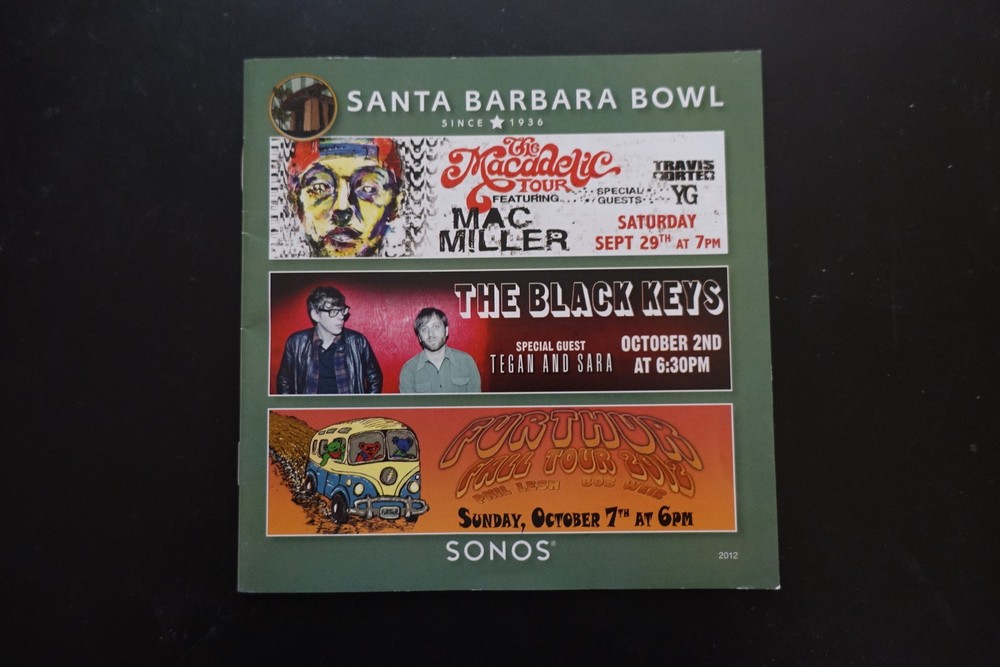 SANTA BARBARA BOWL
SINCE ★ 1936
The
Macadelic
TOUR
FEATURING
MAC
MILLER
SPECIAL
GUESTS
TRAVIS
PORTER
YG
SATURDAY
SEPT 29TH AT 7PM
THE BLACK KEYS
SPECIAL GUEST
TEGAN AND SARA
OCTOBER 2ND
AT 6:30PM
FURTHUR
FALL TOUR 2012
PHIL LESH BOB WEIR
SUNDAY, OCTOBER 7TH AT 6PM
SONOS
2012